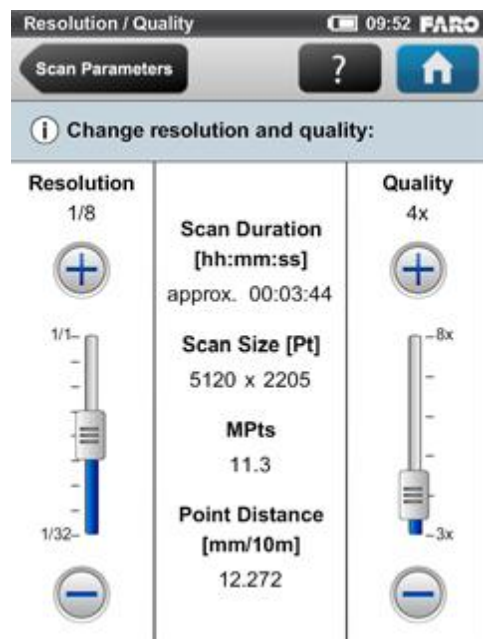 Resolution / Quality 09:52 FARO
Scan Parameters ?
i Change resolution and quality:
Resolution
1/8
Scan Duration
[hh:mm:ss]
approx. 00:03:44
Scan Size [Pt]
5120 x 2205
MPts
11.3
Point Distance
[mm/10m]
12.272
Quality
4x
1/1
1/32
8x
3x